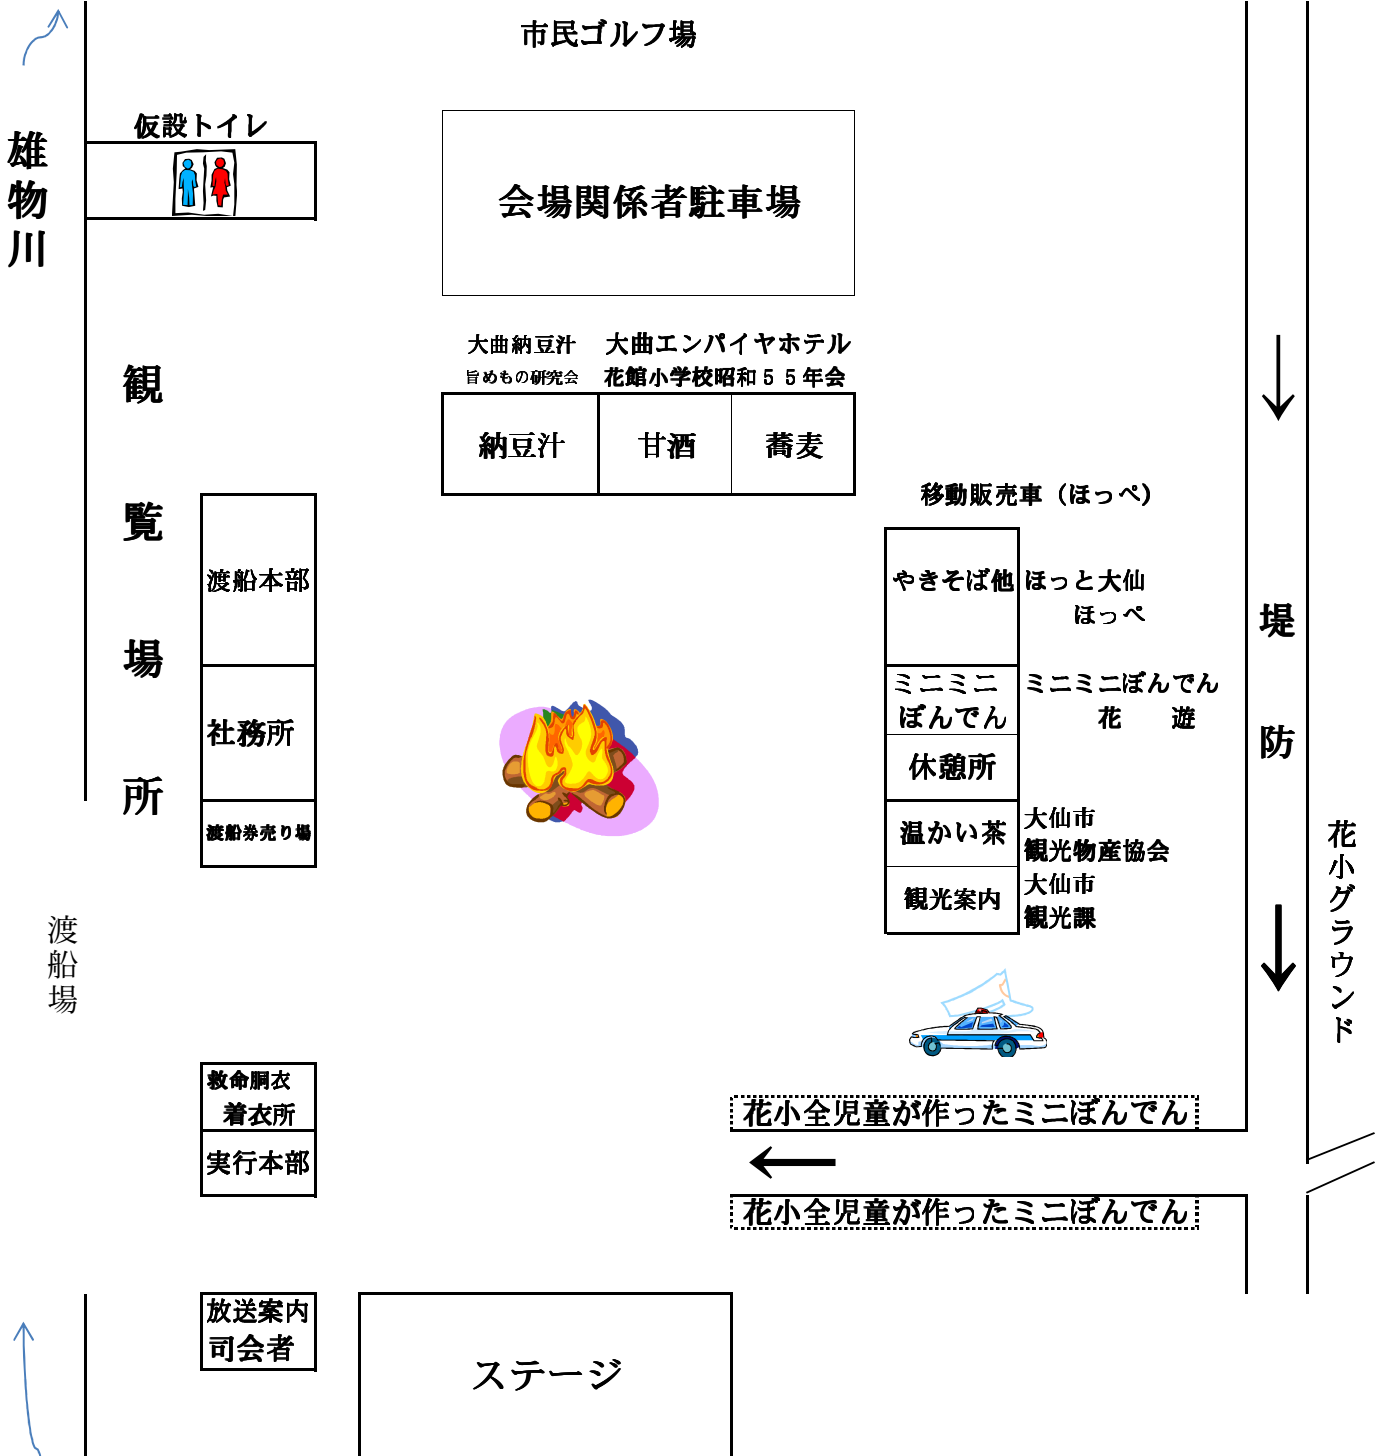 市民ゴルフ場
雄物川
仮設トイレ
会場関係者駐車場
大曲納豆汁
旨めもの研究会
大曲エンパイヤホテル
花館小学校昭和５５年会
納豆汁
甘酒
蕎麦
観覧場所
移動販売車（ほっぺ）
渡船本部
社務所
渡船券売り場
やきそば他
ほっと大仙
ほっぺ
ミニミニ
ぼんでん
ミニミニぼんでん
花　遊
休憩所
温かい茶
大仙市
観光物産協会
観光案内
大仙市
観光課
堤防
花小グラウンド
渡船場
救命胴衣
着衣所
実行本部
花小全児童が作ったミニぼんでん
花小全児童が作ったミニぼんでん
放送案内
司会者
ステージ